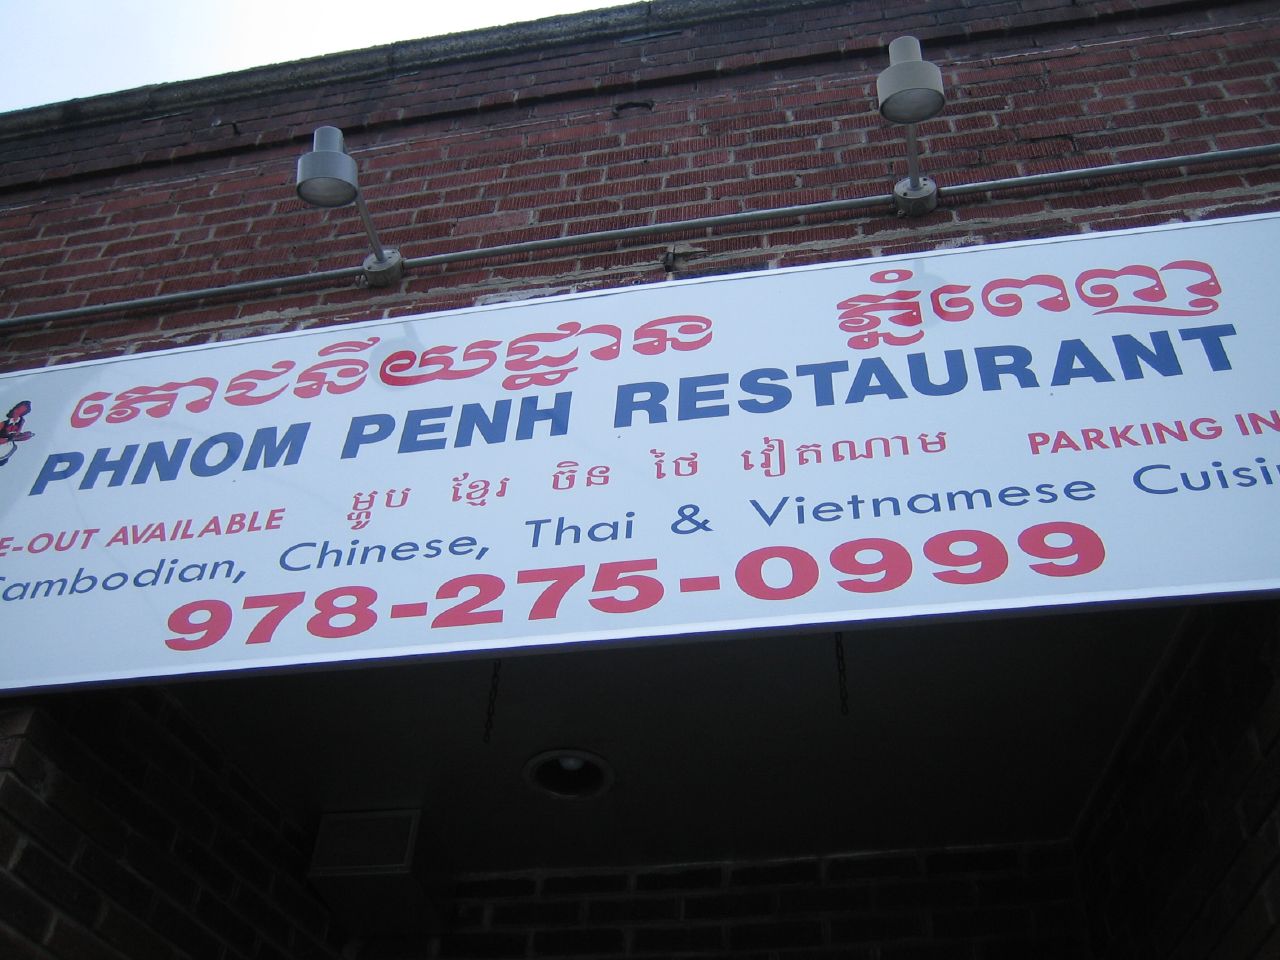 ភោជនីយដ្ឋាន ភ្នំពេញ
PHNOM PENH RESTAURANT
E-OUT AVAILABLE ម្ហូប ខ្មែរ ចិន ថៃ វៀតណាម PARKING IN
Cambodian, Chinese, Thai & Vietnamese Cuisin
978-275-0999